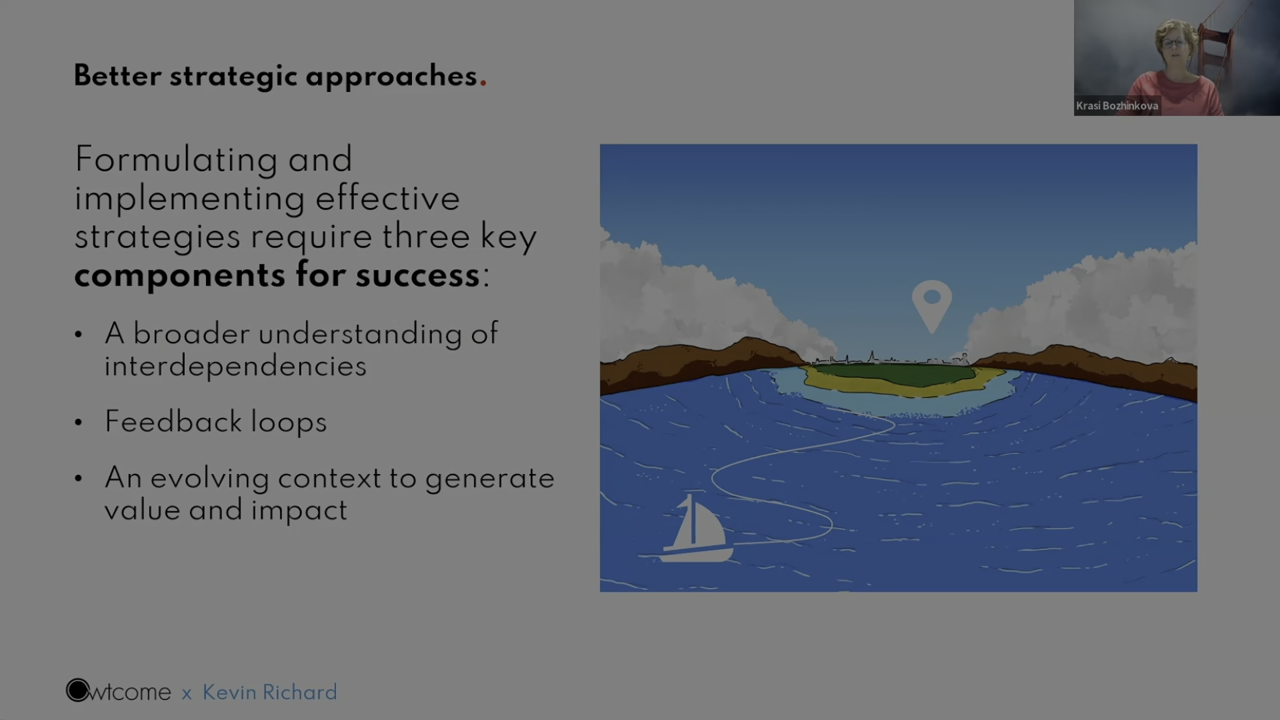 Better strategic approaches.
Krasi Bozhinkova
Formulating and
implementing effective
strategies require three key
components for success:
• A broader understanding of
interdependencies
• Feedback loops
• An evolving context to generate
value and impact
Owtcome x Kevin Richard